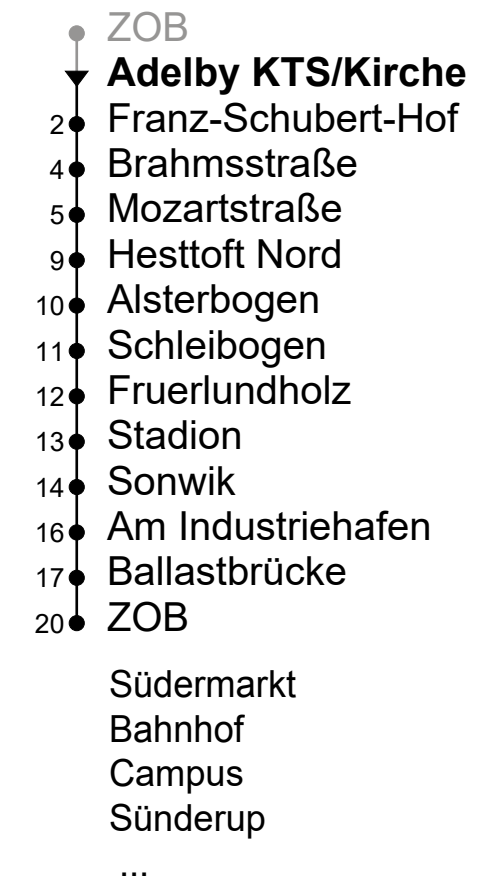 ZOB
Adelby KTS/Kirche
2 Franz-Schubert-Hof
4 Brahmsstraße
5 Mozartstraße
9 Hesttoft Nord
10 Alsterbogen
11 Schleibogen
12 Fruerlundholz
13 Stadion
14 Sonwik
16 Am Industriehafen
17 Ballastbrücke
20 ZOB
Südermarkt
Bahnhof
Campus
Sünderup
...